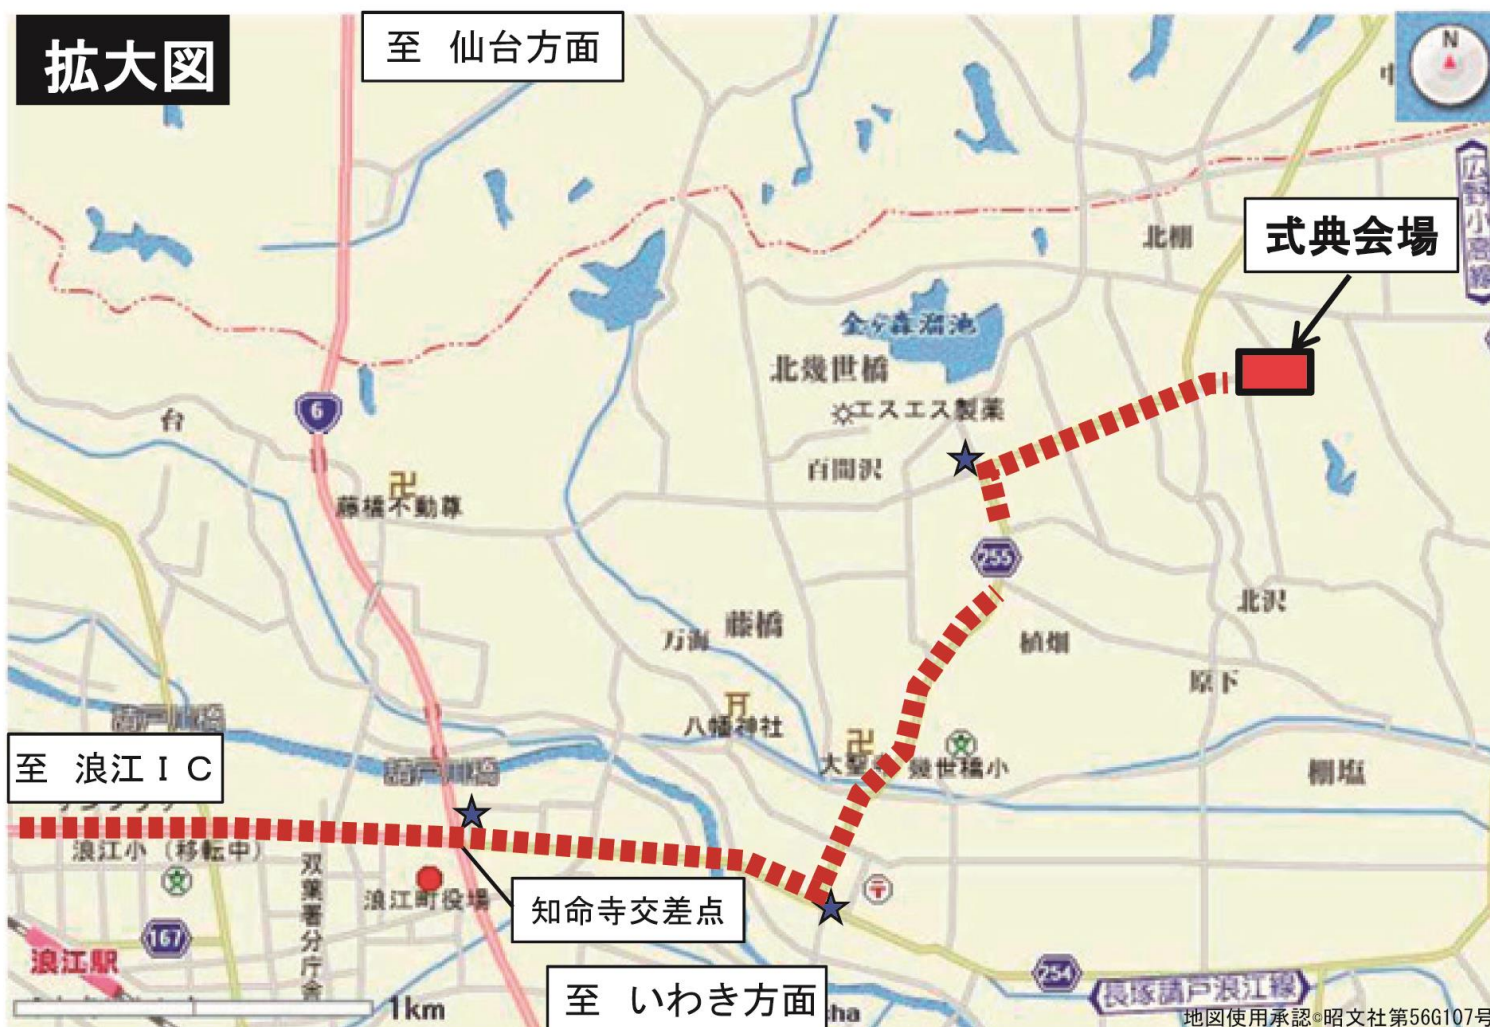 拡大図
至 仙台方面
N
広野小高線
北棚
式典会場
金ヶ森溜池
北幾世橋
エスエス製薬
台
6
百間沢
藤橋不動尊
255
北沢
藤橋
万海
植畑
原下
請戸川橋
八幡神社
至 浪江IC
請戸川橋
大聖寺
幾世橋小
棚塩
浪江小(移転中)
双葉署分庁舎
浪江町役場
知命寺交差点
167
浪江駅
254
長塚請戸浪江線
至 いわき方面
1km
地図使用承認©昭文社第56G107号